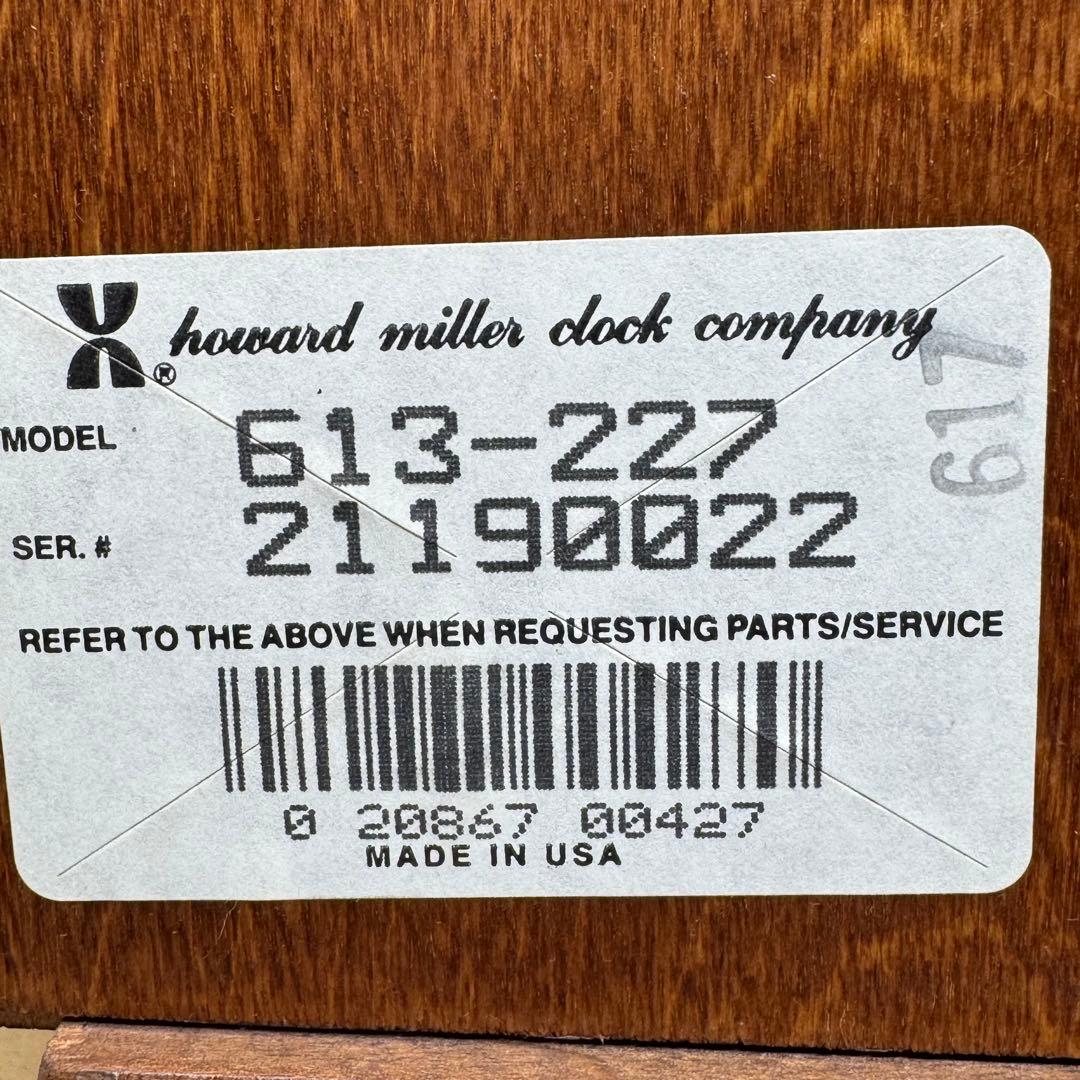 howard miller clock company
®
MODEL 613-227
SER. # 21190022
REFER TO THE ABOVE WHEN REQUESTING PARTS/SERVICE
0 20867 00427
MADE IN USA
617